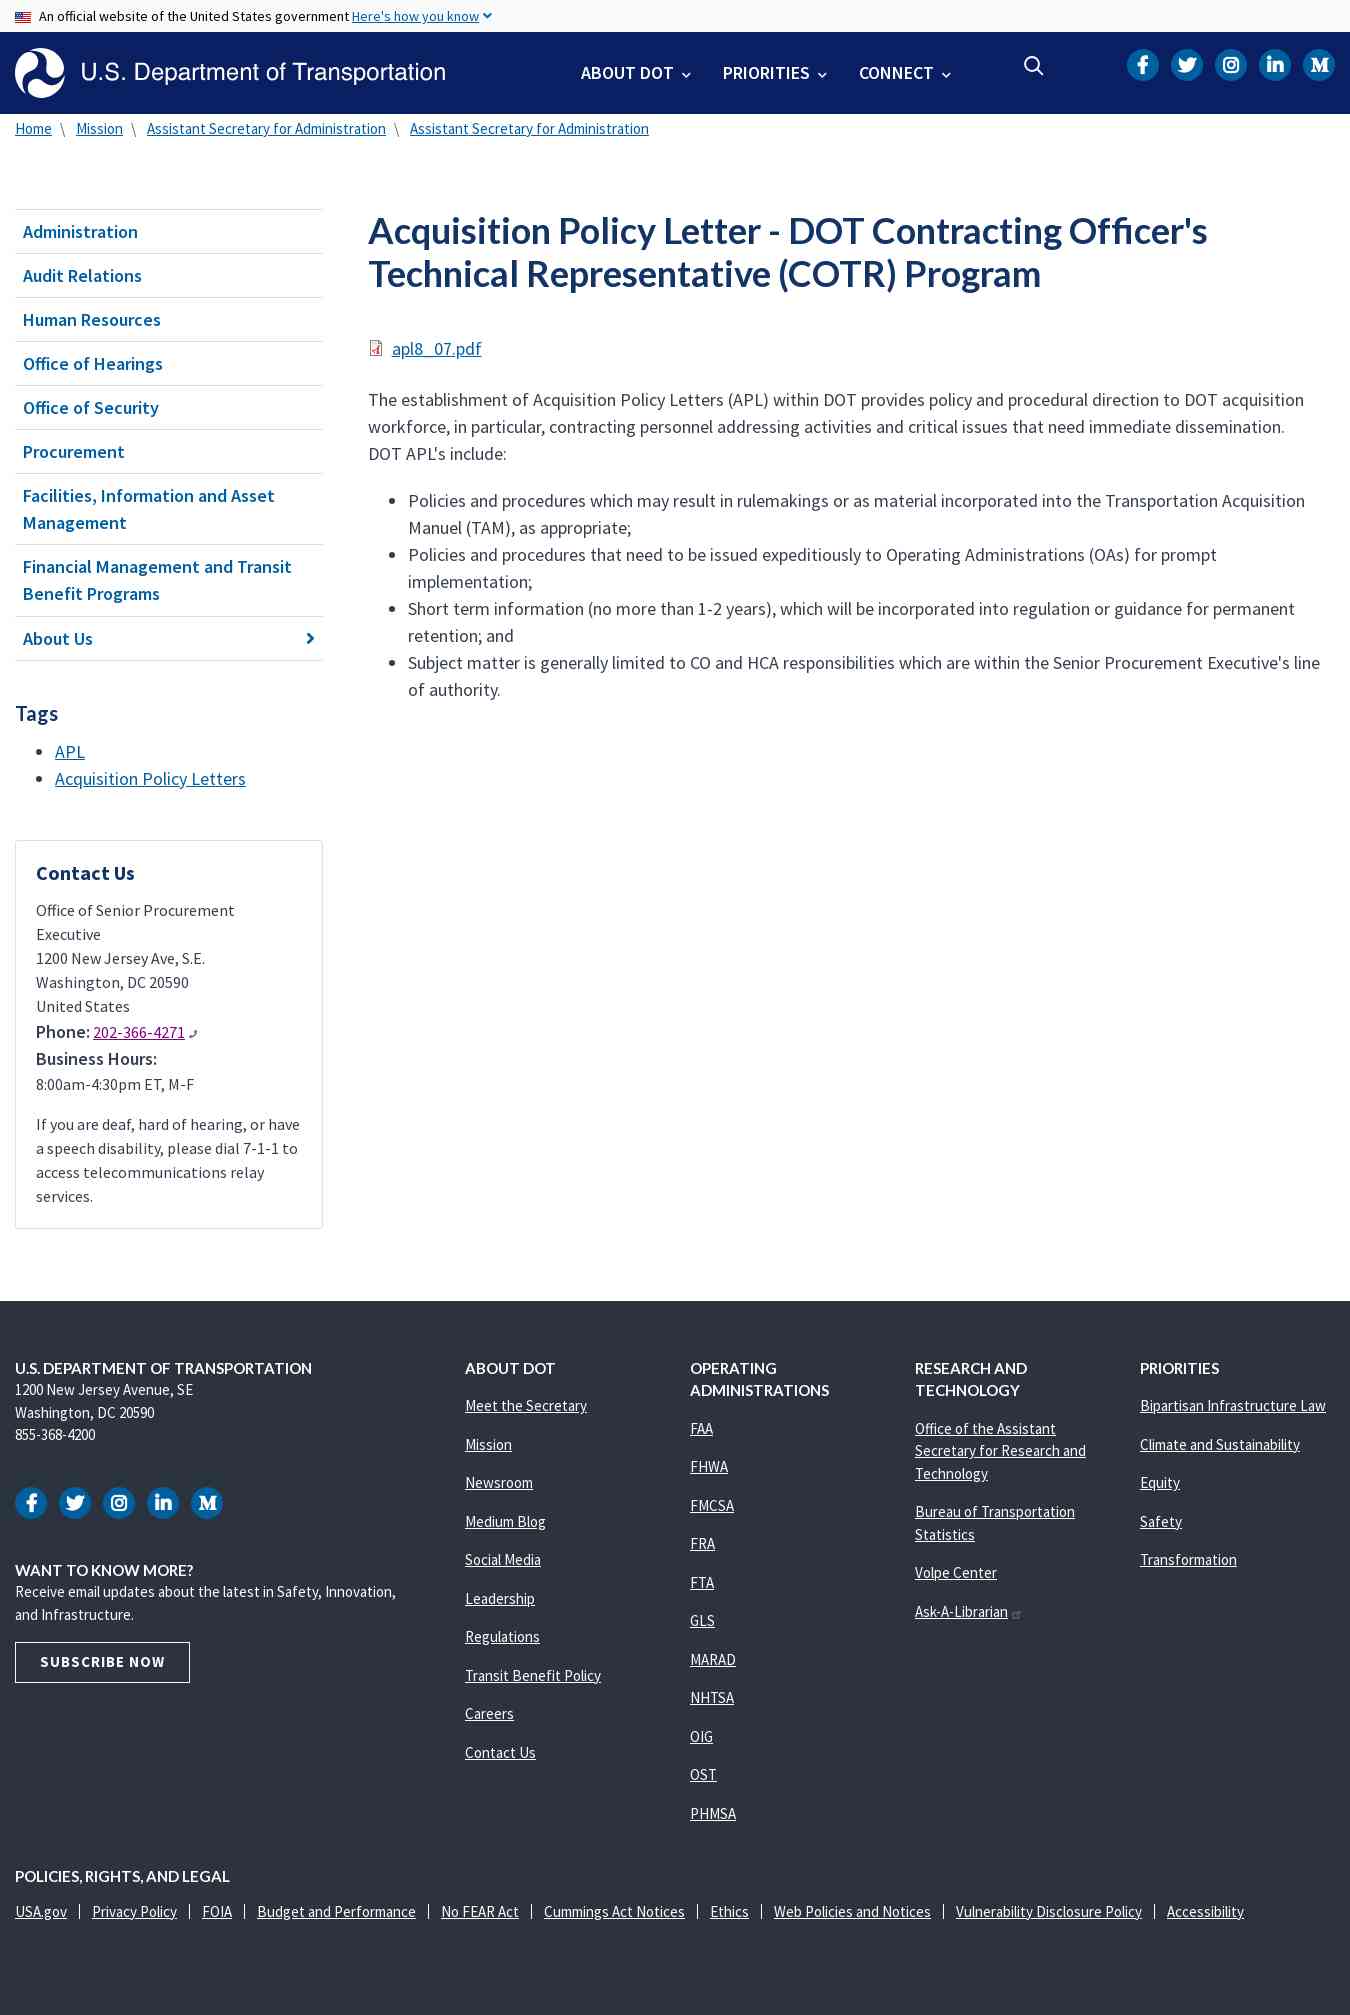 An official website of the United States government Here's how you know
U.S. Department of Transportation
ABOUT DOT
PRIORITIES
CONNECT
Home \ Mission \ Assistant Secretary for Administration \ Assistant Secretary for Administration
Administration
Audit Relations
Human Resources
Office of Hearings
Office of Security
Procurement
Facilities, Information and Asset
Management
Financial Management and Transit
Benefit Programs
About Us
Tags
APL
Acquisition Policy Letters
Contact Us
Office of Senior Procurement
Executive
1200 New Jersey Ave, S.E.
Washington, DC 20590
United States
Phone: 202-366-4271
Business Hours:
8:00am-4:30pm ET, M-F
If you are deaf, hard of hearing, or have
a speech disability, please dial 7-1-1 to
access telecommunications relay
services.
Acquisition Policy Letter - DOT Contracting Officer's
Technical Representative (COTR) Program
apl8_07.pdf
The establishment of Acquisition Policy Letters (APL) within DOT provides policy and procedural direction to DOT acquisition
workforce, in particular, contracting personnel addressing activities and critical issues that need immediate dissemination.
DOT APL's include:
Policies and procedures which may result in rulemakings or as material incorporated into the Transportation Acquisition
Manuel (TAM), as appropriate;
Policies and procedures that need to be issued expeditiously to Operating Administrations (OAs) for prompt
implementation;
Short term information (no more than 1-2 years), which will be incorporated into regulation or guidance for permanent
retention; and
Subject matter is generally limited to CO and HCA responsibilities which are within the Senior Procurement Executive's line
of authority.
U.S. DEPARTMENT OF TRANSPORTATION
1200 New Jersey Avenue, SE
Washington, DC 20590
855-368-4200
WANT TO KNOW MORE?
Receive email updates about the latest in Safety, Innovation,
and Infrastructure.
SUBSCRIBE NOW
ABOUT DOT
Meet the Secretary
Mission
Newsroom
Medium Blog
Social Media
Leadership
Regulations
Transit Benefit Policy
Careers
Contact Us
OPERATING
ADMINISTRATIONS
FAA
FHWA
FMCSA
FRA
FTA
GLS
MARAD
NHTSA
OIG
OST
PHMSA
RESEARCH AND
TECHNOLOGY
Office of the Assistant
Secretary for Research and
Technology
Bureau of Transportation
Statistics
Volpe Center
Ask-A-Librarian
PRIORITIES
Bipartisan Infrastructure Law
Climate and Sustainability
Equity
Safety
Transformation
POLICIES, RIGHTS, AND LEGAL
USA.gov | Privacy Policy | FOIA | Budget and Performance | No FEAR Act | Cummings Act Notices | Ethics | Web Policies and Notices | Vulnerability Disclosure Policy | Accessibility